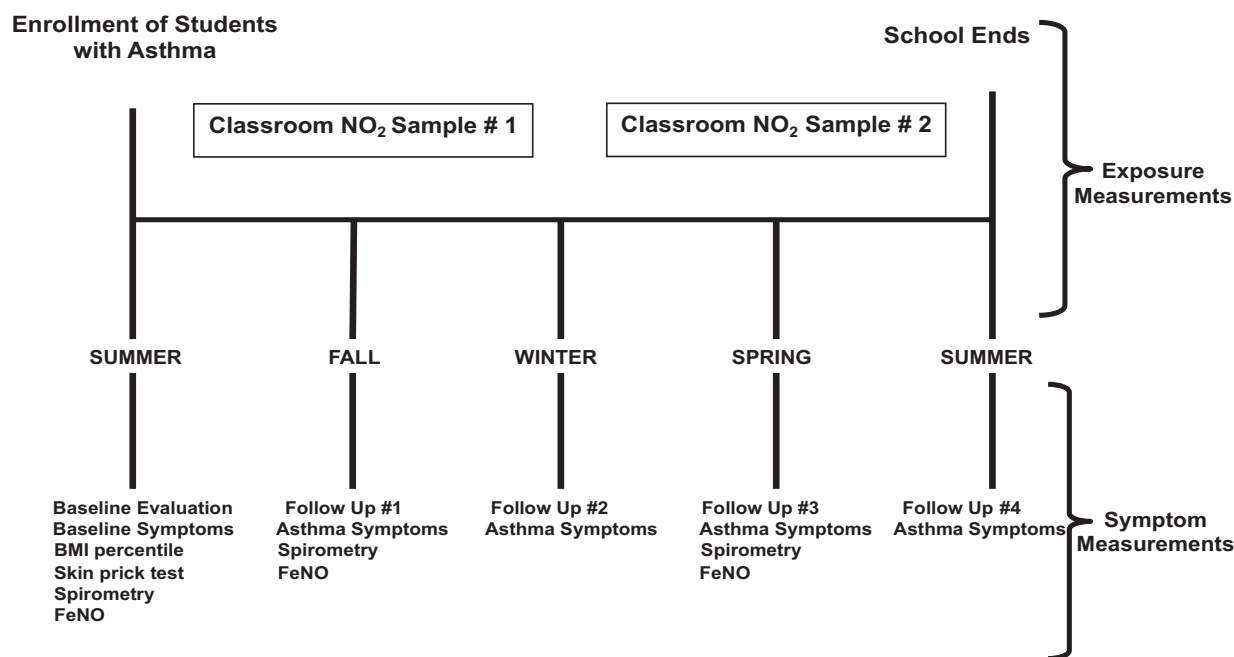 Enrollment of Students
with Asthma
School Ends
Classroom NO₂ Sample # 1
Classroom NO₂ Sample # 2
Exposure
Measurements
SUMMER
FALL
WINTER
SPRING
SUMMER
Baseline Evaluation
Baseline Symptoms
BMI percentile
Skin prick test
Spirometry
FeNO
Follow Up #1
Asthma Symptoms
Spirometry
FeNO
Follow Up #2
Asthma Symptoms
Follow Up #3
Asthma Symptoms
Spirometry
FeNO
Follow Up #4
Asthma Symptoms
Symptom
Measurements